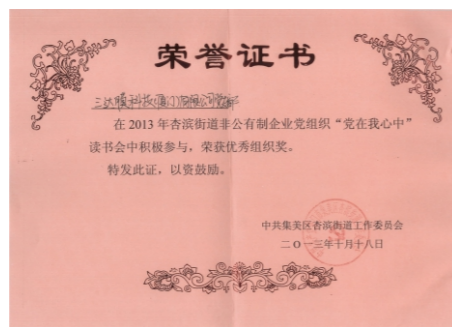 荣誉证书
三达膜科技(厦门)有限公司党支部
在 2013 年杏滨街道非公有制企业党组织“党在我心中”
读书会中积极参与，荣获优秀组织奖。
特发此证，以资鼓励。
中共集美区杏滨街道工作委员会
二〇一三年十月十八日